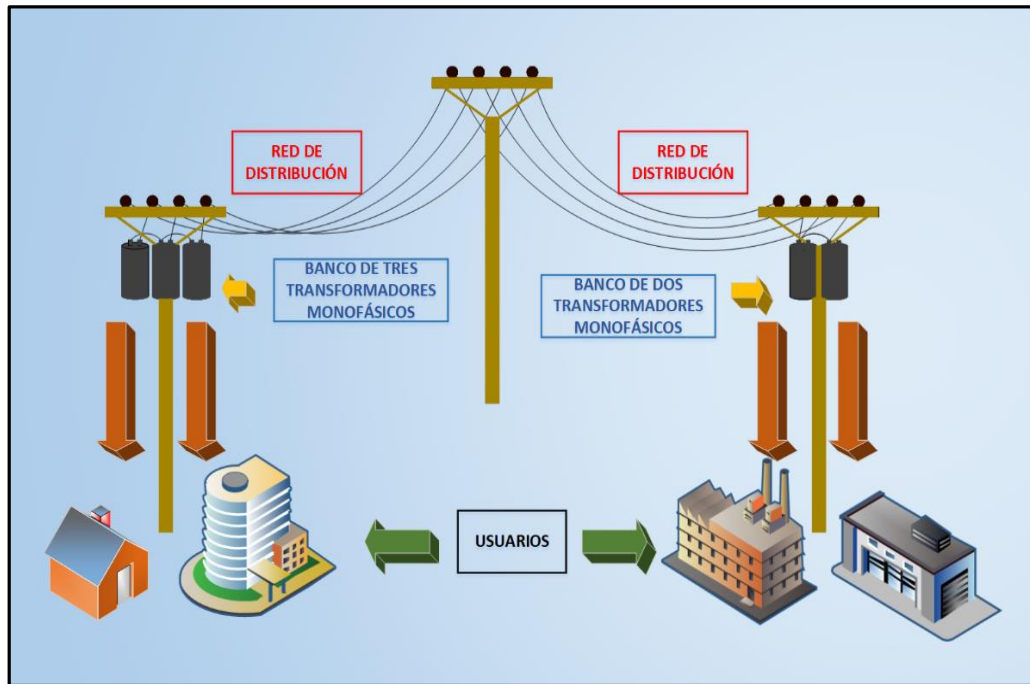 RED DE
DISTRIBUCIÓN
RED DE
DISTRIBUCIÓN
BANCO DE TRES
TRANSFORMADORES
MONOFÁSICOS
BANCO DE DOS
TRANSFORMADORES
MONOFÁSICOS
USUARIOS